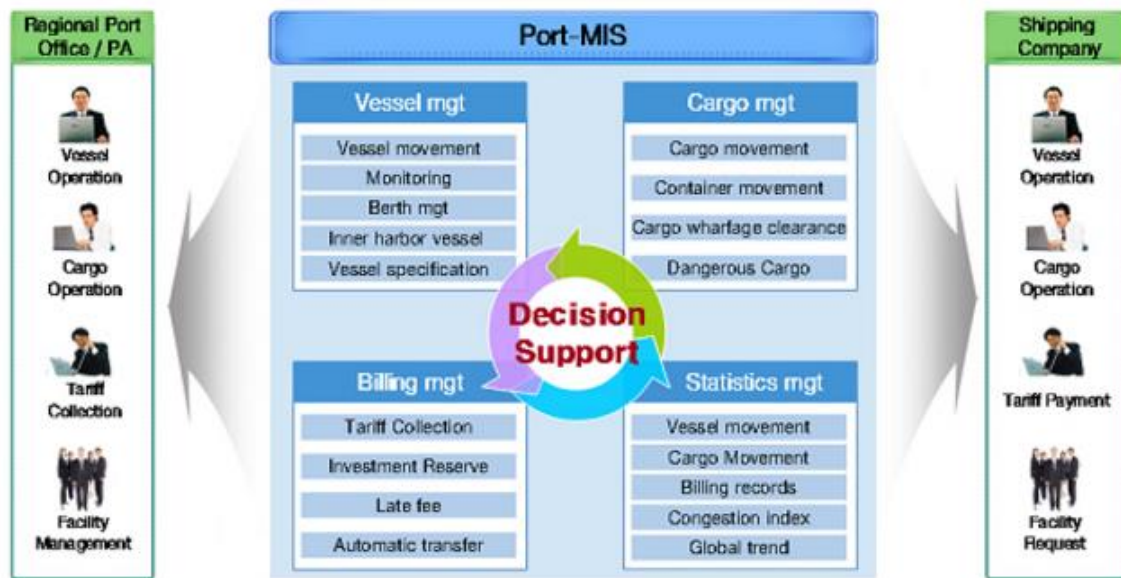 Regional Port
Office / PA
Vessel
Operation
Cargo
Operation
Tariff
Collection
Facility
Management
Port-MIS
Vessel mgt
Vessel movement
Monitoring
Berth mgt
Inner harbor vessel
Vessel specification
Cargo mgt
Cargo movement
Container movement
Cargo wharfage clearance
Dangerous Cargo
Decision
Support
Billing mgt
Tariff Collection
Investment Reserve
Late fee
Automatic transfer
Statistics mgt
Vessel movement
Cargo Movement
Billing records
Congestion index
Global trend
Shipping
Company
Vessel
Operation
Cargo
Operation
Tariff Payment
Facility
Request